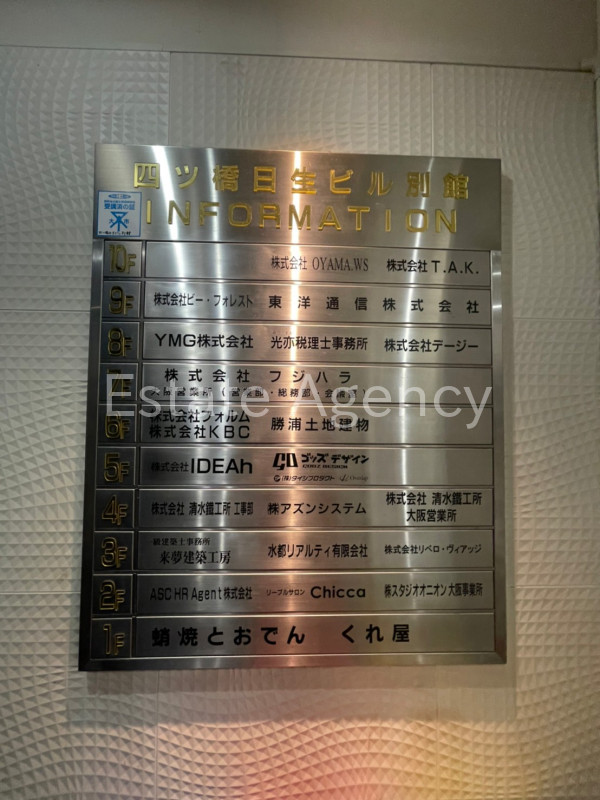 四ツ橋日生ビル別館
INFORMATION
受講済の証
10F 株式会社 OYAMA.WS 株式会社 T.A.K.
9F 株式会社ビー・フォレスト 東洋通信株式会社
8F YMG株式会社 光亦税理士事務所 株式会社デージー
7F 株式会社 フジハラ
Estate Agency
6F 株式会社フォルム 勝浦土地建物
株式会社KBC
5F 株式会社 IDEAh ゴッズ デザイン
4F 株式会社 清水鐵工所 工事部 ㈱アズンシステム 株式会社 清水鐵工所
大阪営業所
3F 一級建築士事務所
来夢建築工房 水都リアルティ有限会社 株式会社リベロ・ヴィアッジ
2F ASC HR Agent株式会社 リーブルサロン Chicca ㈱スタジオオニオン 大阪事業所
1F 蛸焼とおでん くれ屋